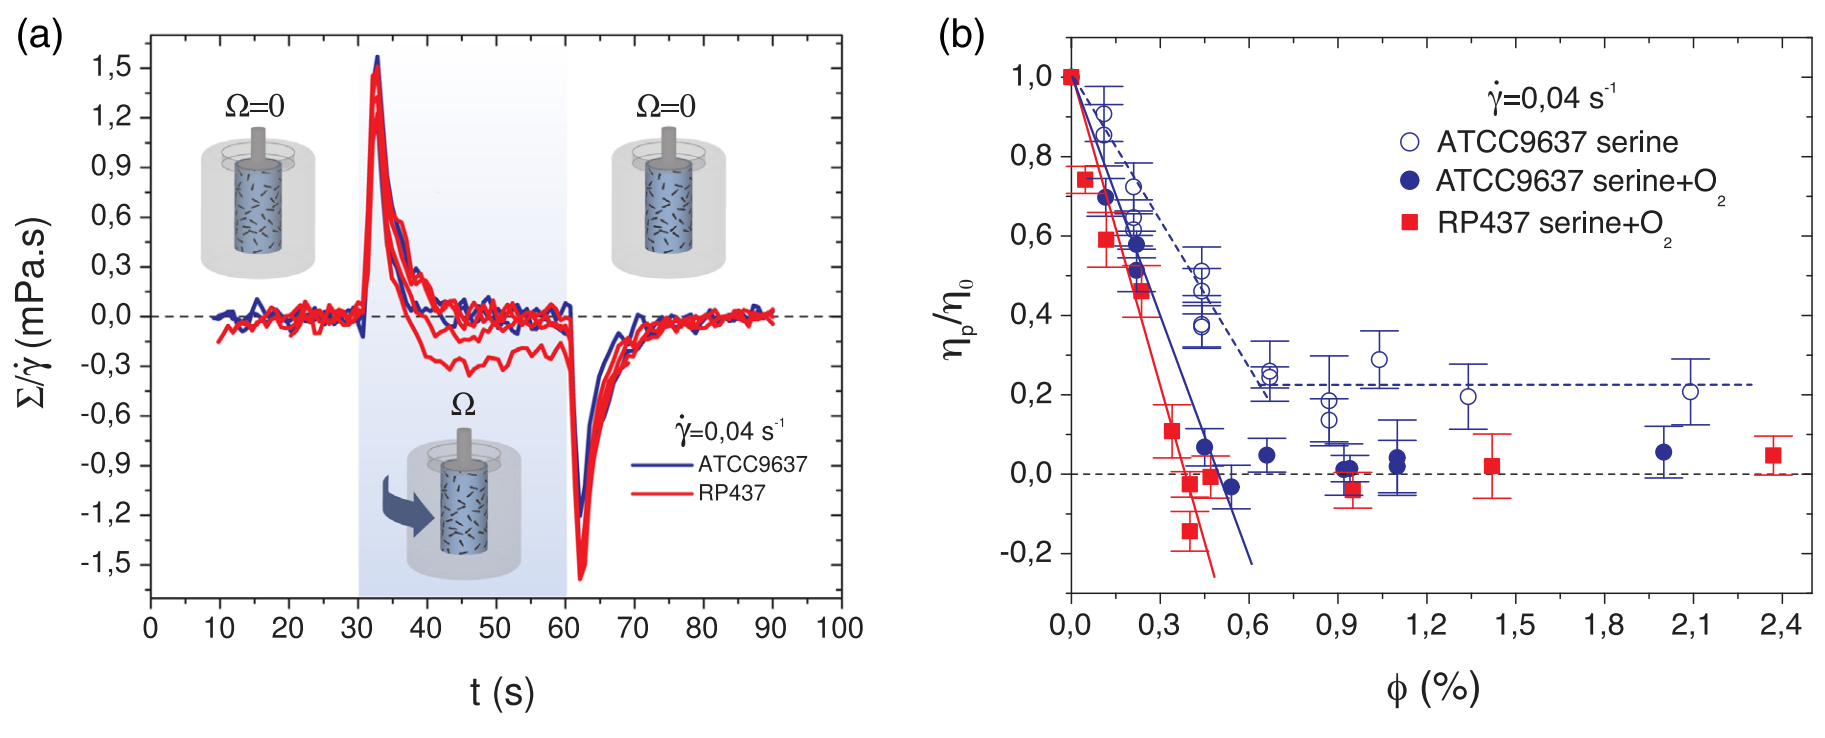 (a)
1,5
1,2
0,9
0,6
0,3
0,0
-0,3
-0,6
-0,9
-1,2
-1,5
Σ/γ̇ (mPa.s)
Ω=0
Ω=0
Ω
γ̇=0,04 s⁻¹
ATCC9637
RP437
0 10 20 30 40 50 60 70 80 90 100
t (s)
(b)
1,0
0,8
0,6
0,4
0,2
0,0
-0,2
ηp/η0
γ̇=0,04 s⁻¹
ATCC9637 serine
ATCC9637 serine+O₂
RP437 serine+O₂
0,0 0,3 0,6 0,9 1,2 1,5 1,8 2,1 2,4
ϕ (%)